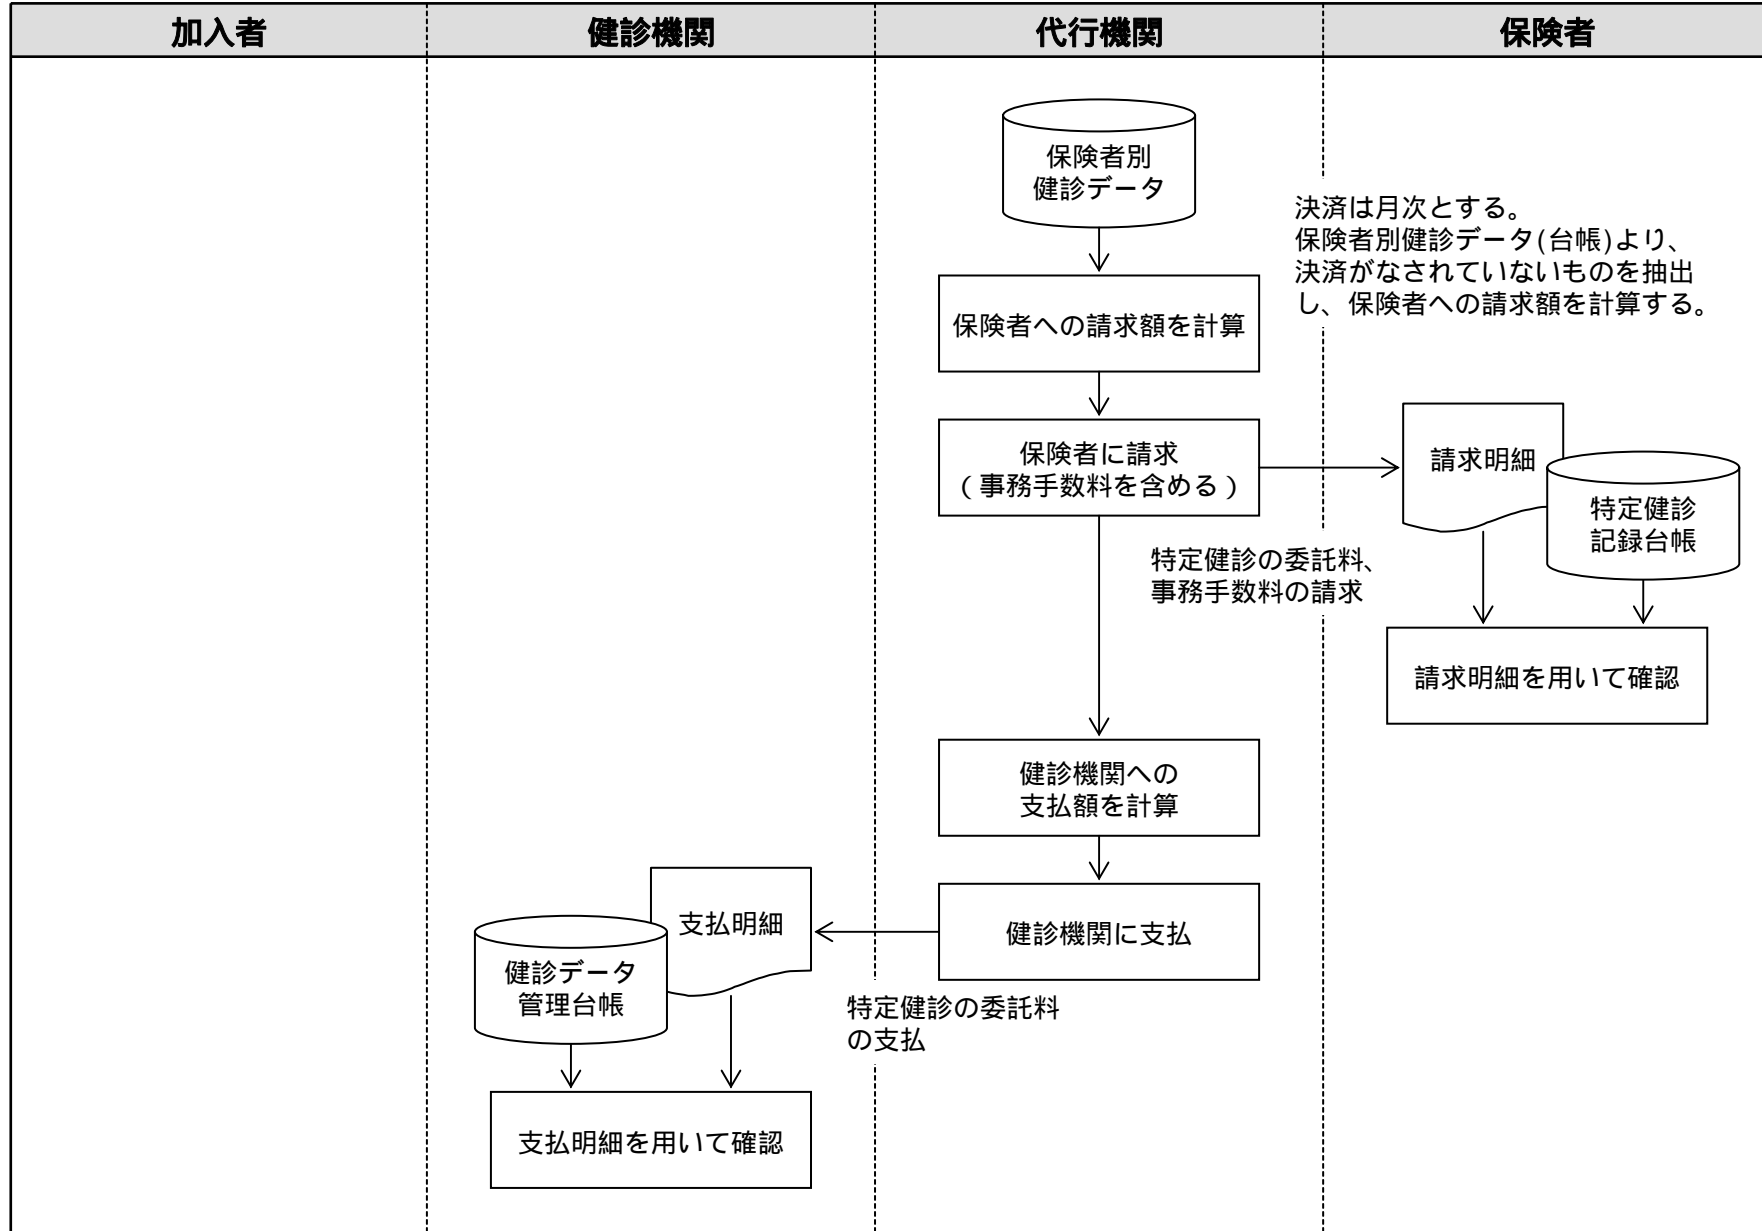 加入者
健診機関
代行機関
保険者
保険者別
健診データ
決済は月次とする。
保険者別健診データ(台帳)より、
決済がなされていないものを抽出
し、保険者への請求額を計算する。
保険者への請求額を計算
保険者に請求
（事務手数料を含める）
請求明細
特定健診
記録台帳
特定健診の委託料、
事務手数料の請求
請求明細を用いて確認
健診機関への
支払額を計算
健診機関に支払
支払明細
健診データ
管理台帳
特定健診の委託料
の支払
支払明細を用いて確認